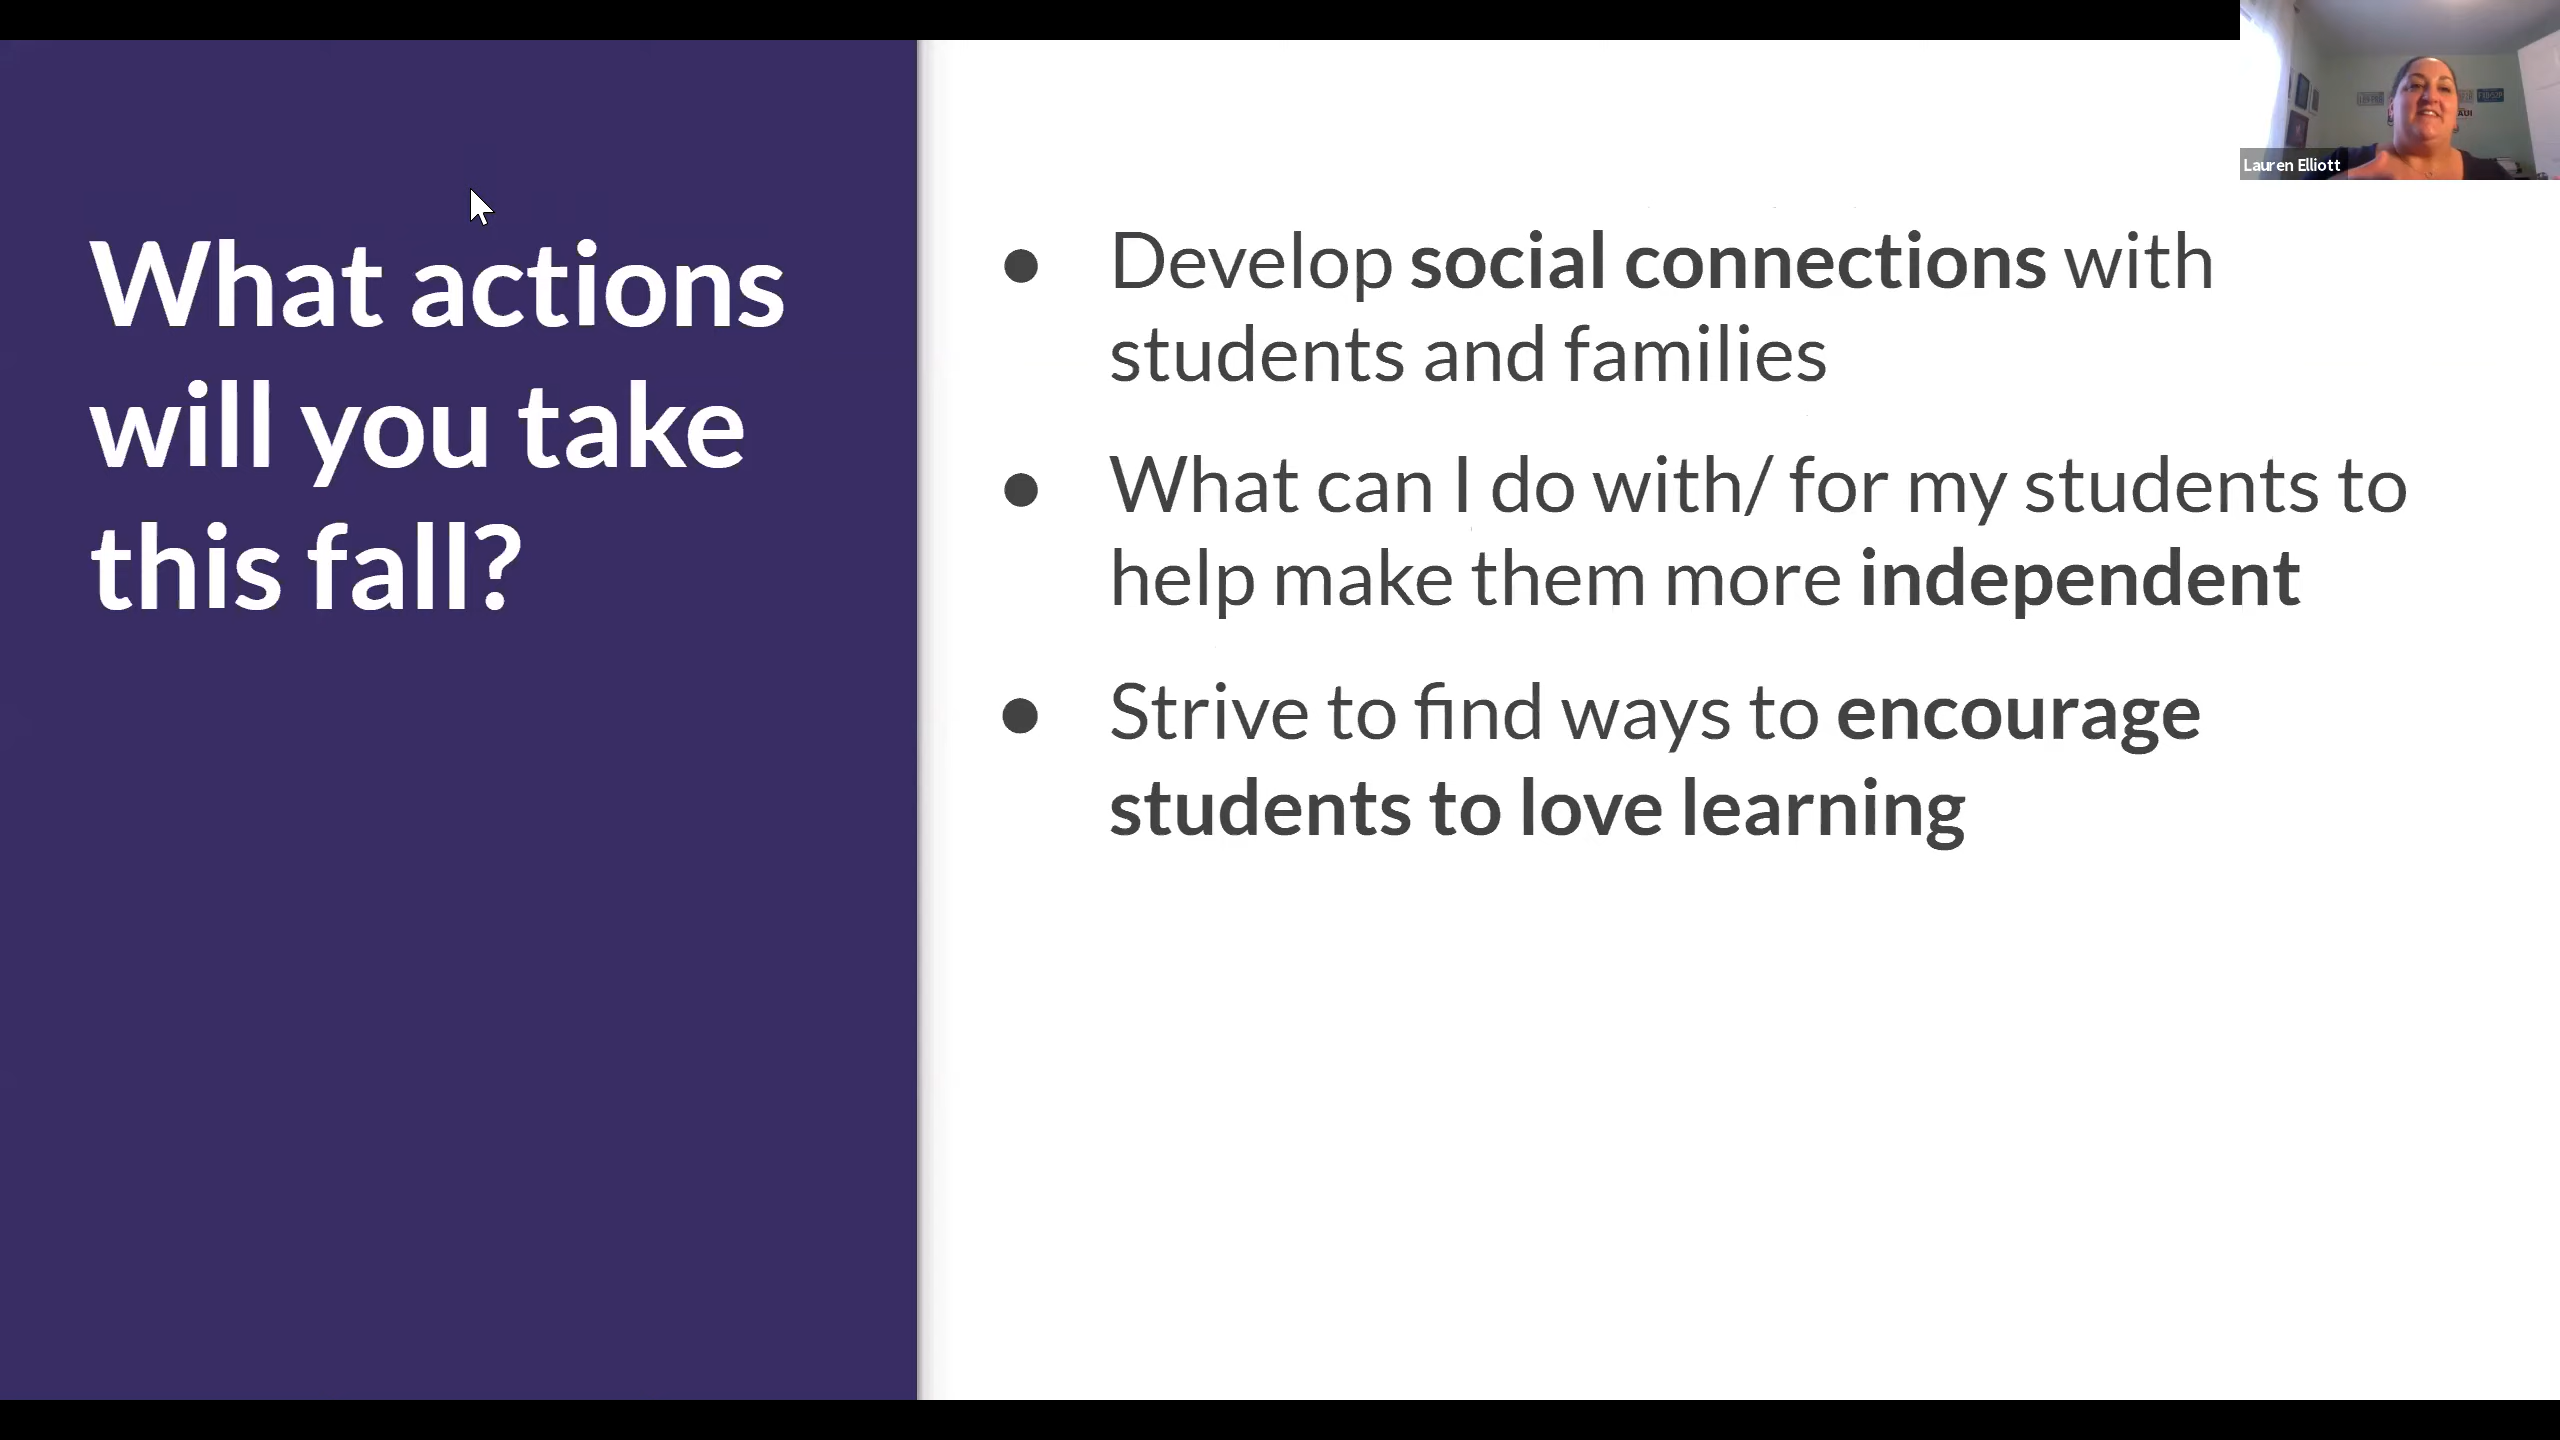 What actions
will you take
this fall?
● Develop social connections with
students and families
● What can I do with/ for my students to
help make them more independent
● Strive to find ways to encourage
students to love learning
Lauren Elliott